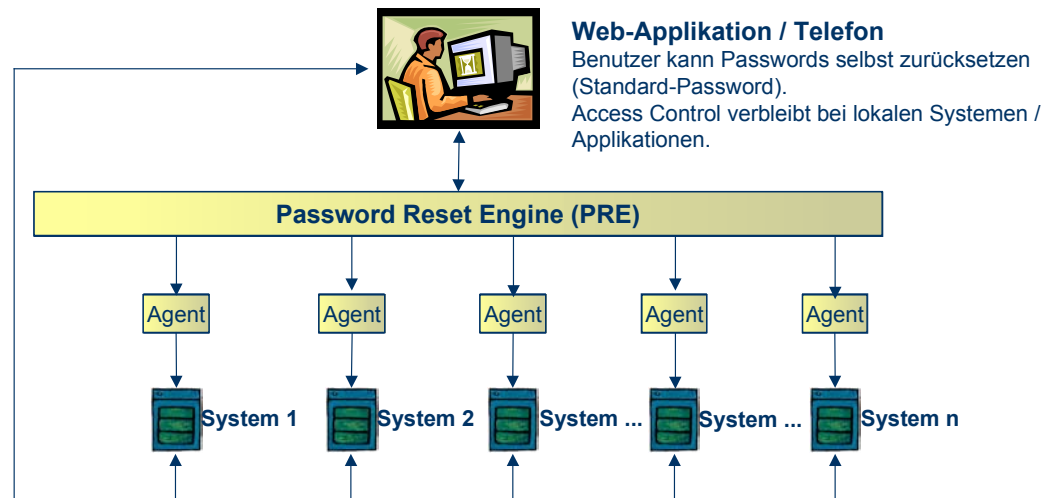 Web-Applikation / Telefon
Benutzer kann Passwords selbst zurücksetzen
(Standard-Password).
Access Control verbleibt bei lokalen Systemen /
Applikationen.
Password Reset Engine (PRE)
Agent
Agent
Agent
Agent
Agent
System 1
System 2
System ...
System ...
System n